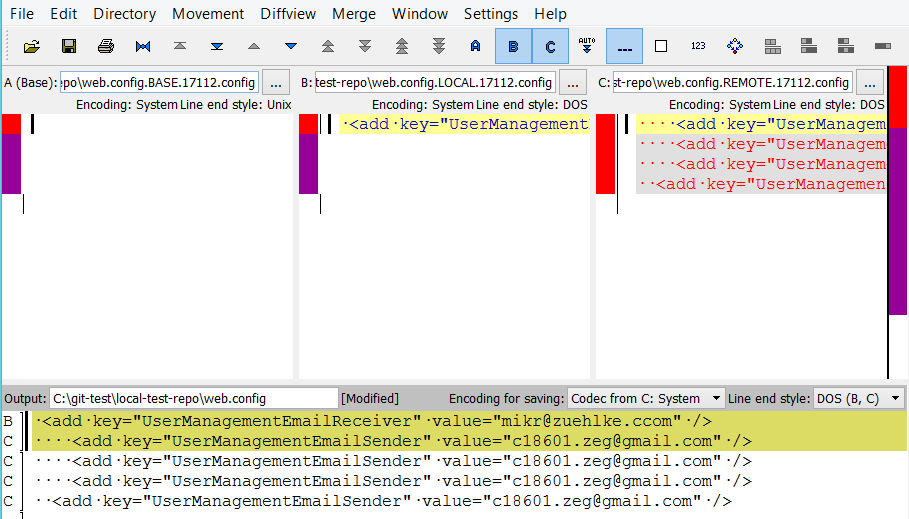 File Edit Directory Movement Diffview Merge Window Settings Help
A B C AUTO ... 123
A (Base): :po\web.config.BASE.17112.config ... B: test-repo\web.config.LOCAL.17112.config ... C: st-repo\web.config.REMOTE.17112.config ...
Encoding: System Line end style: Unix Encoding: System Line end style: DOS Encoding: System Line end style: DOS
·<add·key="UserManagement ····<add·key="UserManagem
····<add·key="UserManagem
····<add·key="UserManagem
··<add·key="UserManagemen
Output: C:\git-test\local-test-repo\web.config [Modified] Encoding for saving: Codec from C: System Line end style: DOS (B, C)
B ·<add·key="UserManagementEmailReceiver"·value="mikr@zuehlke.ccom"·/>
C ····<add·key="UserManagementEmailSender"·value="c18601.zeg@gmail.com"·/>
C ····<add·key="UserManagementEmailSender"·value="c18601.zeg@gmail.com"·/>
C ····<add·key="UserManagementEmailSender"·value="c18601.zeg@gmail.com"·/>
C ··<add·key="UserManagementEmailSender"·value="c18601.zeg@gmail.com"·/>